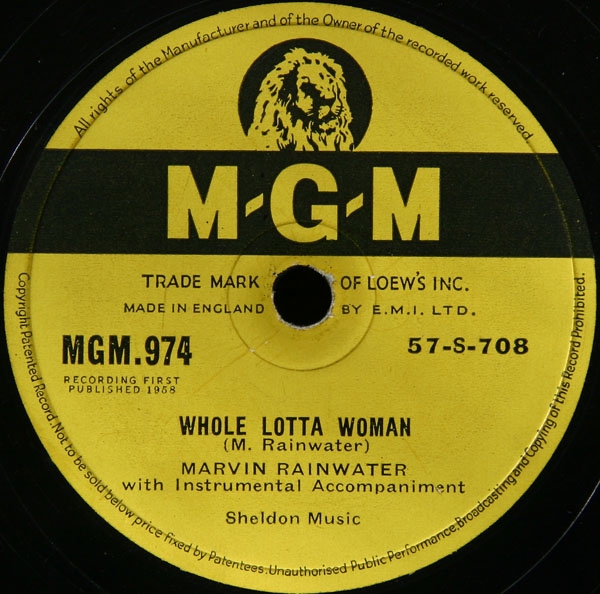 All rights of the Manufacturer and of the Owner of the recorded work reserved
M-G-M
TRADE MARK OF LOEW'S INC.
MADE IN ENGLAND BY E.M.I. LTD.
MGM.974 57-S-708
RECORDING FIRST
PUBLISHED 1958
WHOLE LOTTA WOMAN
(M. Rainwater)
MARVIN RAINWATER
with Instrumental Accompaniment
Sheldon Music
Copyright Patented Record. Not to be sold below price fixed by Patentees. Unauthorised Public Performance, Broadcasting and Copying of this Record Prohibited.